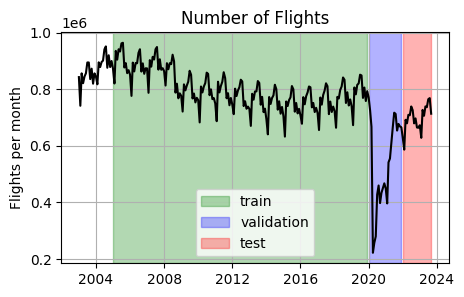 Number of Flights
1e6
1.0
0.8
0.6
0.4
0.2
Flights per month
train
validation
test
2004 2008 2012 2016 2020 2024